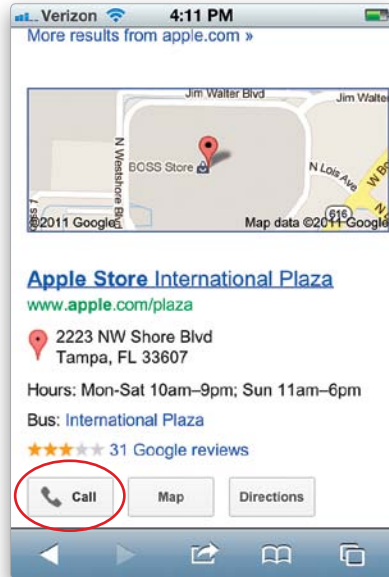 Verizon 4:11 PM
More results from apple.com »
Jim Walter Blvd
Jim Walter
N Westshore Blvd
BOSS Store
N Lois Ave
616
©2011 Google
Map data ©2011 Google
Apple Store International Plaza
www.apple.com/plaza
2223 NW Shore Blvd
Tampa, FL 33607
Hours: Mon-Sat 10am–9pm; Sun 11am–6pm
Bus: International Plaza
31 Google reviews
Call Map Directions